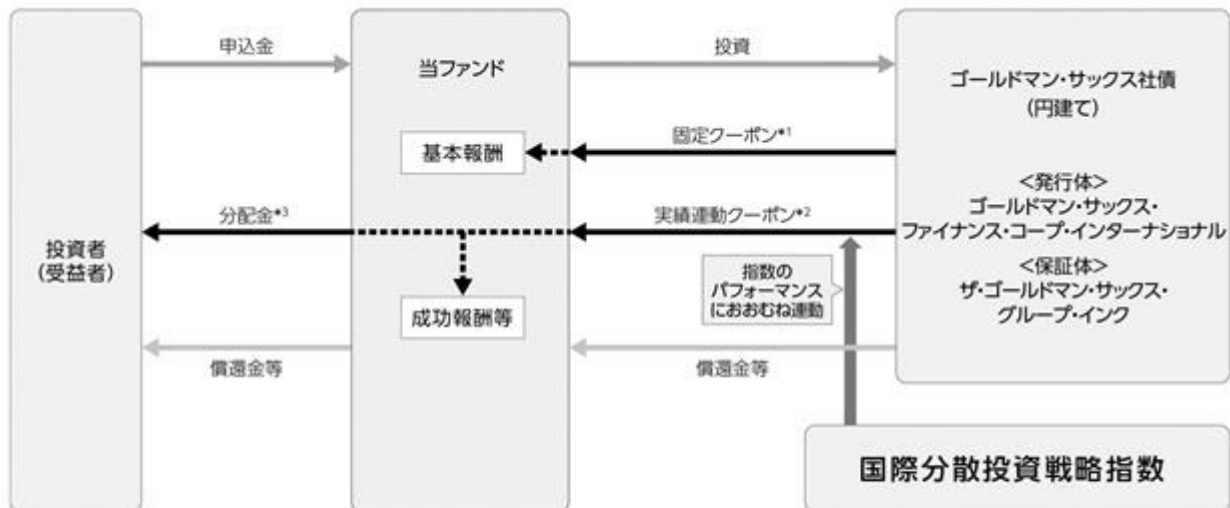 申込金
当ファンド
投資
ゴールドマン・サックス社債
(円建て)
基本報酬
固定クーポン*1
<発行体>
ゴールドマン・サックス・
ファイナンス・コープ・インターナショナル
分配金*3
実績連動クーポン*2
投資者
(受益者)
<保証体>
ザ・ゴールドマン・サックス・
グループ・インク
指数の
パフォーマンス
におおむね連動
成功報酬等
償還金等
償還金等
国際分散投資戦略指数